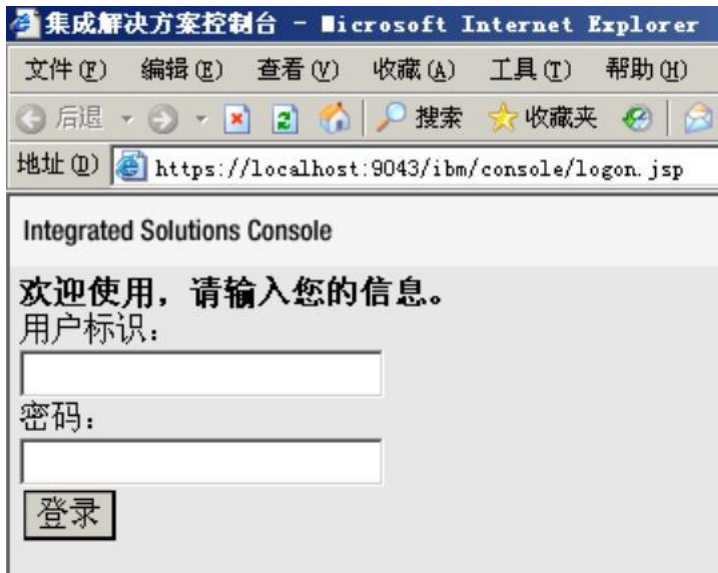 集成解决方案控制台 - Microsoft Internet Explorer
文件(F) 编辑(E) 查看(V) 收藏(A) 工具(T) 帮助(H)
后退 搜索 收藏夹
地址(D) https://localhost:9043/ibm/console/logon.jsp
Integrated Solutions Console
欢迎使用，请输入您的信息。
用户标识：
密码：
登录